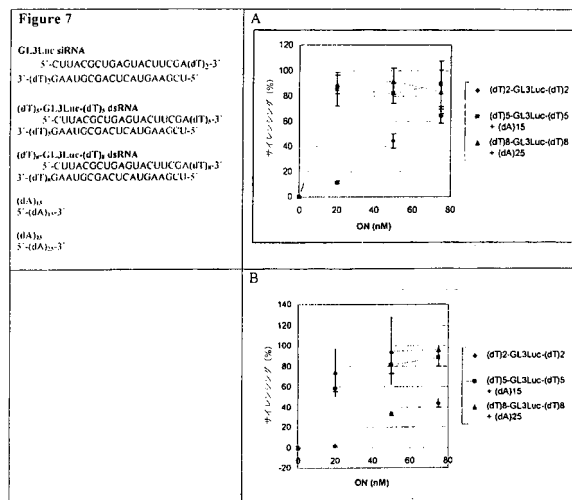 Figure 7
GL3Luc siRNA
5'-CUUACGCUGAGUACUUCGA(dT)2-3'
3'-(dT)2GAAUGCGACUCAUGAAGCU-5'
(dT)5-GL3Luc-(dT)5 dsRNA
5'-CUUACGCUGAGUACUUCGA(dT)5-3'
3'-(dT)5GAAUGCGACUCAUGAAGCU-5'
(dT)8-GL3Luc-(dT)8 dsRNA
5'-CUUACGCUGAGUACUUCGA(dT)8-3'
3'-(dT)8GAAUGCGACUCAUGAAGCU-5'
(dA)15
5'-(dA)15-3'
(dA)25
5'-(dA)25-3'
A
120
100
80
60
40
20
0
0 20 40 60 80
サイレンシング (%)
ON (nM)
(dT)2-GL3Luc-(dT)2
(dT)5-GL3Luc-(dT)5
+ (dA)15
(dT)8-GL3Luc-(dT)8
+ (dA)25
B
140
120
100
80
60
40
20
0
-20
0 20 40 60 80
サイレンシング (%)
ON (nM)
(dT)2-GL3Luc-(dT)2
(dT)5-GL3Luc-(dT)5
+ (dA)15
(dT)8-GL3Luc-(dT)8
+ (dA)25